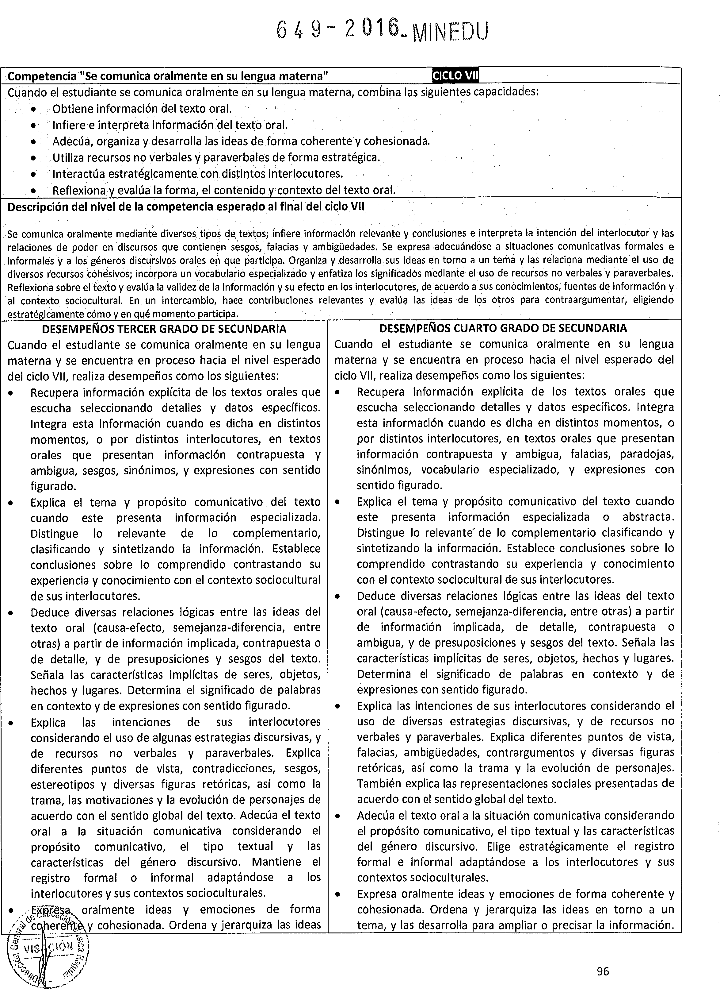 649-2016-MINEDU
Competencia "Se comunica oralmente en su lengua materna" CICLO VII
Cuando el estudiante se comunica oralmente en su lengua materna, combina las siguientes capacidades:
• Obtiene información del texto oral.
• Infiere e interpreta información del texto oral.
• Adecúa, organiza y desarrolla las ideas de forma coherente y cohesionada.
• Utiliza recursos no verbales y paraverbales de forma estratégica.
• Interactúa estratégicamente con distintos interlocutores.
• Reflexiona y evalúa la forma, el contenido y contexto del texto oral.
Descripción del nivel de la competencia esperado al final del ciclo VII
Se comunica oralmente mediante diversos tipos de textos; infiere información relevante y conclusiones e interpreta la intención del interlocutor y las
relaciones de poder en discursos que contienen sesgos, falacias y ambigüedades. Se expresa adecuándose a situaciones comunicativas formales e
informales y a los géneros discursivos orales en que participa. Organiza y desarrolla sus ideas en torno a un tema y las relaciona mediante el uso de
diversos recursos cohesivos; incorpora un vocabulario especializado y enfatiza los significados mediante el uso de recursos no verbales y paraverbales.
Reflexiona sobre el texto y evalúa la validez de la información y su efecto en los interlocutores, de acuerdo a sus conocimientos, fuentes de información y
al contexto sociocultural. En un intercambio, hace contribuciones relevantes y evalúa las ideas de los otros para contraargumentar, eligiendo
estratégicamente cómo y en qué momento participa.
DESEMPEÑOS TERCER GRADO DE SECUNDARIA
Cuando el estudiante se comunica oralmente en su lengua
materna y se encuentra en proceso hacia el nivel esperado
del ciclo VII, realiza desempeños como los siguientes:
• Recupera información explícita de los textos orales que
escucha seleccionando detalles y datos específicos.
Integra esta información cuando es dicha en distintos
momentos, o por distintos interlocutores, en textos
orales que presentan información contrapuesta y
ambigua, sesgos, sinónimos, y expresiones con sentido
figurado.
• Explica el tema y propósito comunicativo del texto
cuando este presenta información especializada.
Distingue lo relevante de lo complementario,
clasificando y sintetizando la información. Establece
conclusiones sobre lo comprendido contrastando su
experiencia y conocimiento con el contexto sociocultural
de sus interlocutores.
• Deduce diversas relaciones lógicas entre las ideas del
texto oral (causa-efecto, semejanza-diferencia, entre
otras) a partir de información implicada, contrapuesta o
de detalle, y de presuposiciones y sesgos del texto.
Señala las características implícitas de seres, objetos,
hechos y lugares. Determina el significado de palabras
en contexto y de expresiones con sentido figurado.
• Explica las intenciones de sus interlocutores
considerando el uso de algunas estrategias discursivas, y
de recursos no verbales y paraverbales. Explica
diferentes puntos de vista, contradicciones, sesgos,
estereotipos y diversas figuras retóricas, así como la
trama, las motivaciones y la evolución de personajes de
acuerdo con el sentido global del texto. Adecúa el texto
oral a la situación comunicativa considerando el
propósito comunicativo, el tipo textual y las
características del género discursivo. Mantiene el
registro formal o informal adaptándose a los
interlocutores y sus contextos socioculturales.
• Expresa oralmente ideas y emociones de forma
coherente y cohesionada. Ordena y jerarquiza las ideas
DESEMPEÑOS CUARTO GRADO DE SECUNDARIA
Cuando el estudiante se comunica oralmente en su lengua
materna y se encuentra en proceso hacia el nivel esperado del
ciclo VII, realiza desempeños como los siguientes:
• Recupera información explícita de los textos orales que
escucha seleccionando detalles y datos específicos. Integra
esta información cuando es dicha en distintos momentos, o
por distintos interlocutores, en textos orales que presentan
información contrapuesta y ambigua, falacias, paradojas,
sinónimos, vocabulario especializado, y expresiones con
sentido figurado.
• Explica el tema y propósito comunicativo del texto cuando
este presenta información especializada o abstracta.
Distingue lo relevante de lo complementario clasificando y
sintetizando la información. Establece conclusiones sobre lo
comprendido contrastando su experiencia y conocimiento
con el contexto sociocultural de sus interlocutores.
• Deduce diversas relaciones lógicas entre las ideas del texto
oral (causa-efecto, semejanza-diferencia, entre otras) a partir
de información implicada, de detalle, contrapuesta o
ambigua, y de presuposiciones y sesgos del texto. Señala las
características implícitas de seres, objetos, hechos y lugares.
Determina el significado de palabras en contexto y de
expresiones con sentido figurado.
• Explica las intenciones de sus interlocutores considerando el
uso de diversas estrategias discursivas, y de recursos no
verbales y paraverbales. Explica diferentes puntos de vista,
falacias, ambigüedades, contrargumentos y diversas figuras
retóricas, así como la trama y la evolución de personajes.
También explica las representaciones sociales presentadas de
acuerdo con el sentido global del texto.
• Adecúa el texto oral a la situación comunicativa considerando
el propósito comunicativo, el tipo textual y las características
del género discursivo. Elige estratégicamente el registro
formal e informal adaptándose a los interlocutores y sus
contextos socioculturales.
• Expresa oralmente ideas y emociones de forma coherente y
cohesionada. Ordena y jerarquiza las ideas en torno a un
tema, y las desarrolla para ampliar o precisar la información.
Dirección General de Educación Básica Regular
VISACIÓN
96